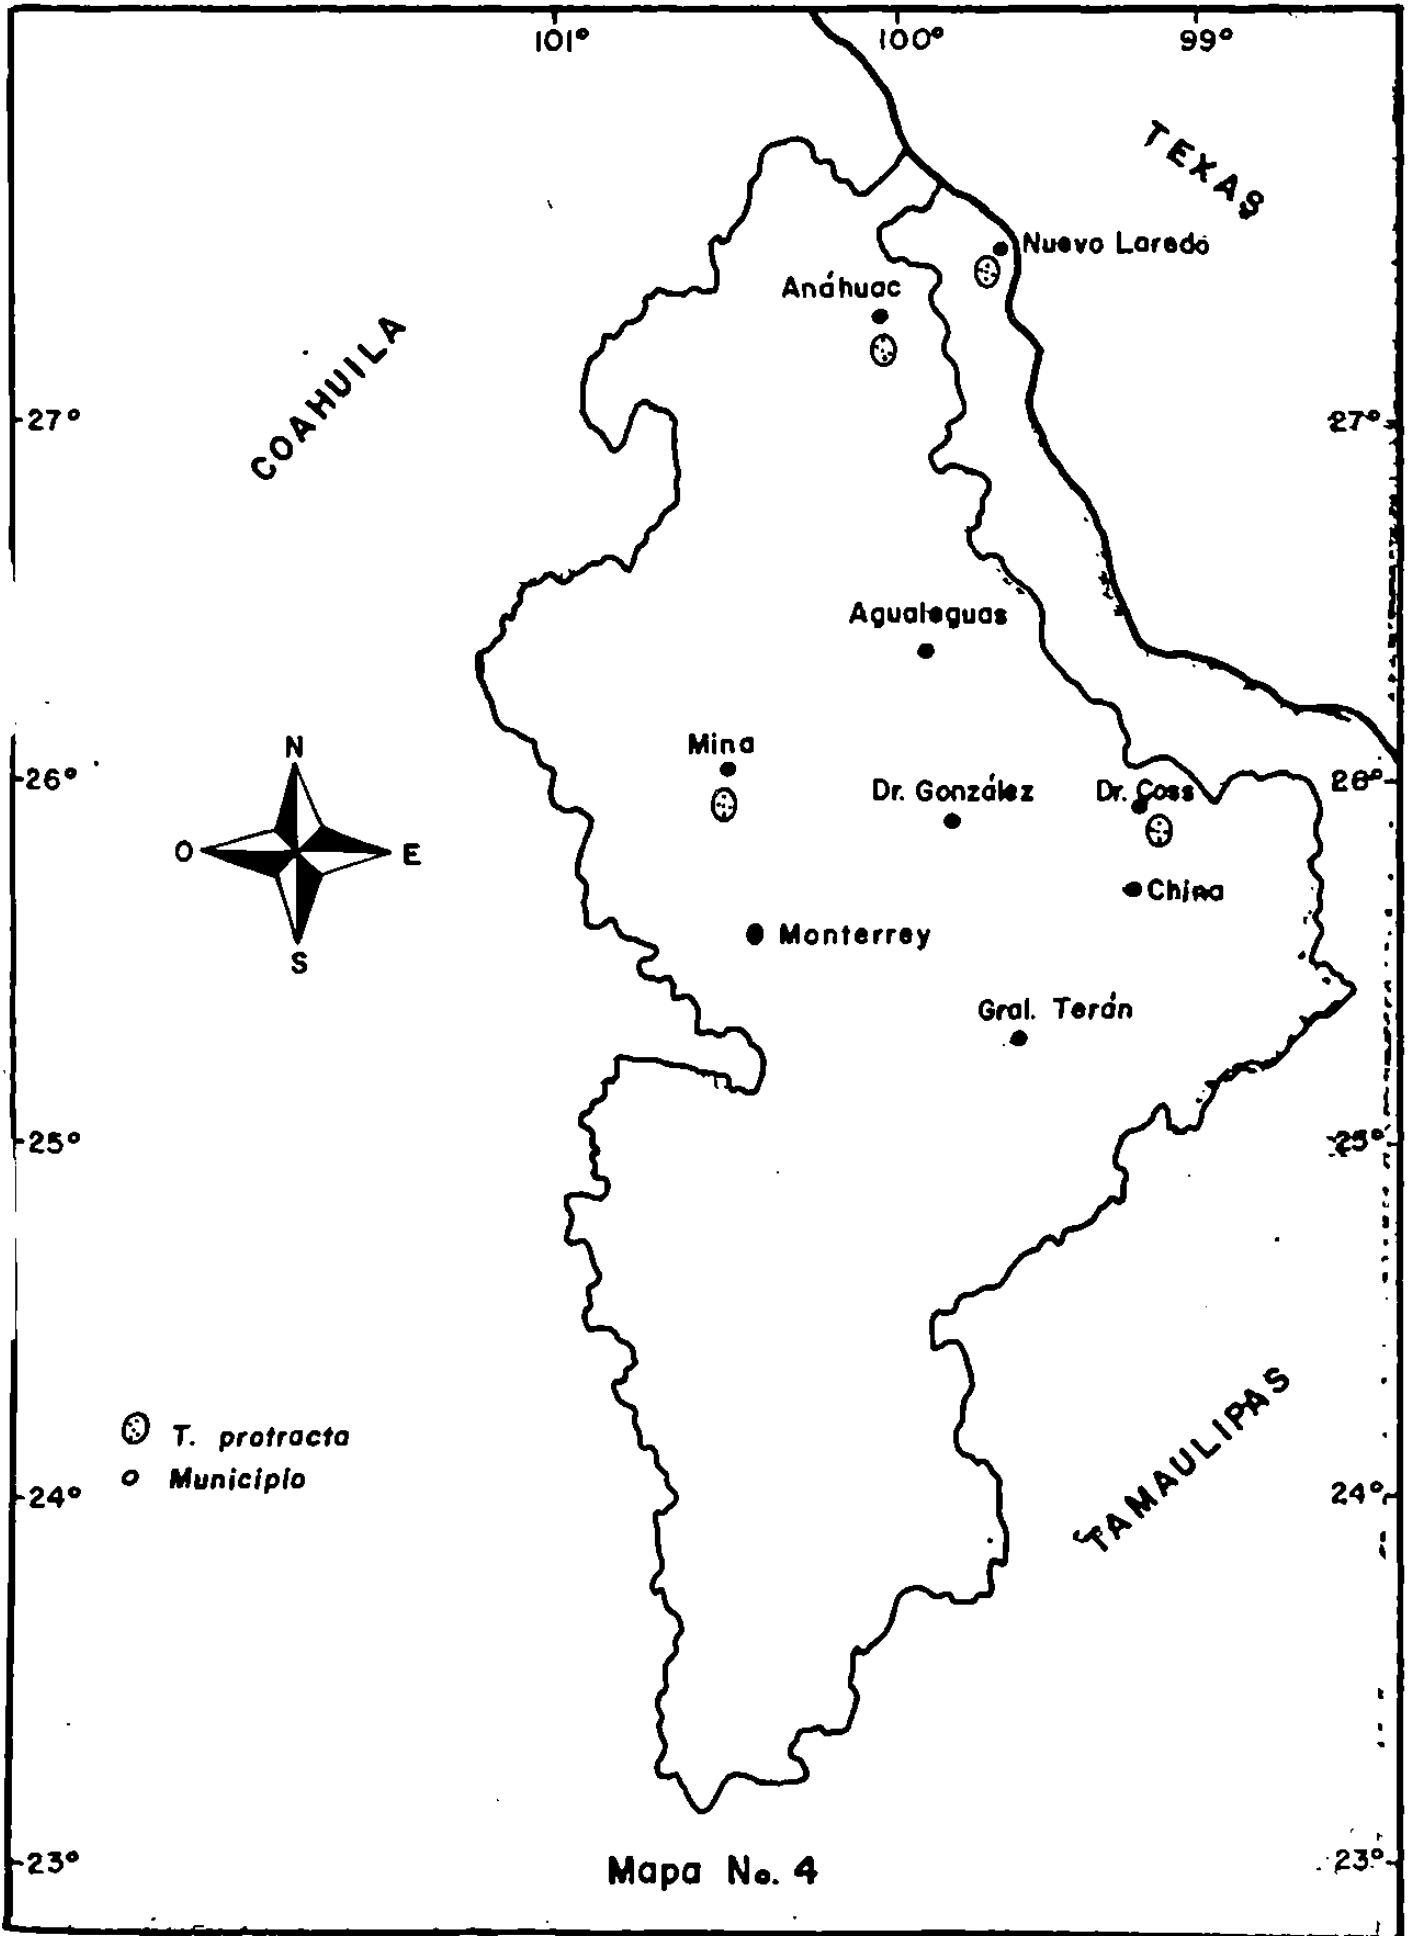 101° 100° 99°
TEXAS
Nuevo Laredo
Anáhuac
COAHUILA
27° 27°
Agualeguas
N
Mina
26° 26°
Dr. González
Dr. Coss
O E
China
Monterrey
S
Gral. Terán
25° 25°
TAMAULIPAS
T. protracta
Municipio
24° 24°
23° 23°
Mapa No. 4